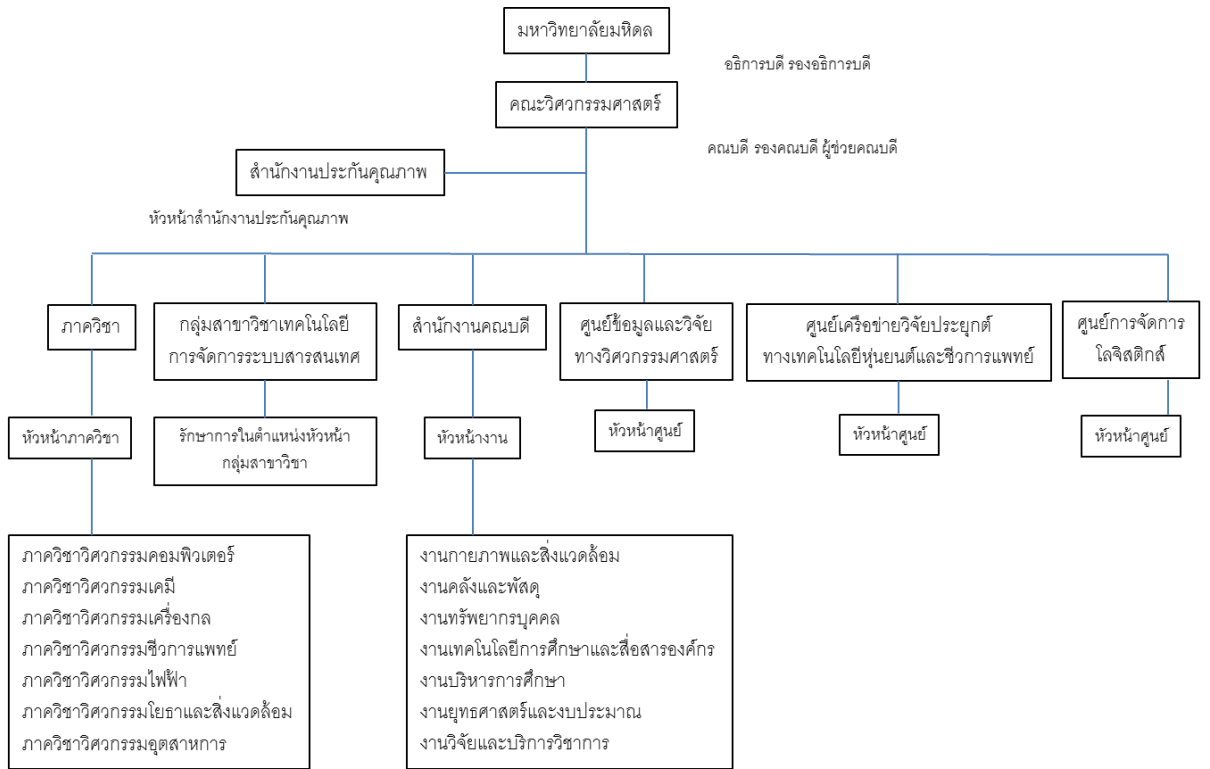 มหาวิทยาลัยมหิดล
อธิการบดี รองอธิการบดี
คณะวิศวกรรมศาสตร์
คณบดี รองคณบดี ผู้ช่วยคณบดี
สำนักงานประกันคุณภาพ
หัวหน้าสำนักงานประกันคุณภาพ
ภาควิชา
กลุ่มสาขาวิชาเทคโนโลยี
การจัดการระบบสารสนเทศ
สำนักงานคณบดี
ศูนย์ข้อมูลและวิจัย
ทางวิศวกรรมศาสตร์
ศูนย์เครือข่ายวิจัยประยุกต์
ทางเทคโนโลยีหุ่นยนต์และชีวการแพทย์
ศูนย์การจัดการ
โลจิสติกส์
หัวหน้าภาควิชา
รักษาการในตำแหน่งหัวหน้า
กลุ่มสาขาวิชา
หัวหน้างาน
หัวหน้าศูนย์
หัวหน้าศูนย์
หัวหน้าศูนย์
ภาควิชาวิศวกรรมคอมพิวเตอร์
ภาควิชาวิศวกรรมเคมี
ภาควิชาวิศวกรรมเครื่องกล
ภาควิชาวิศวกรรมชีวการแพทย์
ภาควิชาวิศวกรรมไฟฟ้า
ภาควิชาวิศวกรรมโยธาและสิ่งแวดล้อม
ภาควิชาวิศวกรรมอุตสาหการ
งานกายภาพและสิ่งแวดล้อม
งานคลังและพัสดุ
งานทรัพยากรบุคคล
งานเทคโนโลยีการศึกษาและสื่อสารองค์กร
งานบริหารการศึกษา
งานยุทธศาสตร์และงบประมาณ
งานวิจัยและบริการวิชาการ